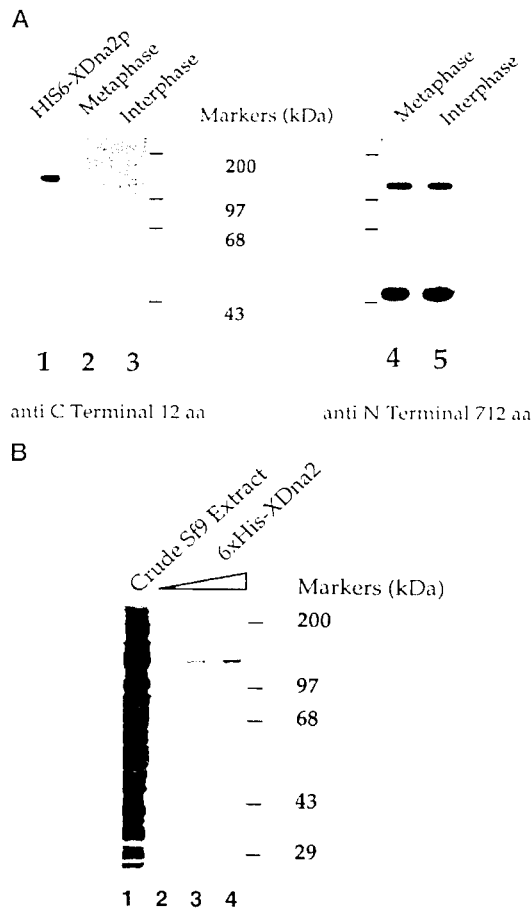 A
HIS6-XDna2p
Metaphase
Interphase
Markers (kDa)
Metaphase
Interphase
200
97
68
43
1 2 3
4 5
anti C Terminal 12 aa
anti N Terminal 712 aa
B
Crude Sf9 Extract
6xHis-XDna2
Markers (kDa)
200
97
68
43
29
1 2 3 4